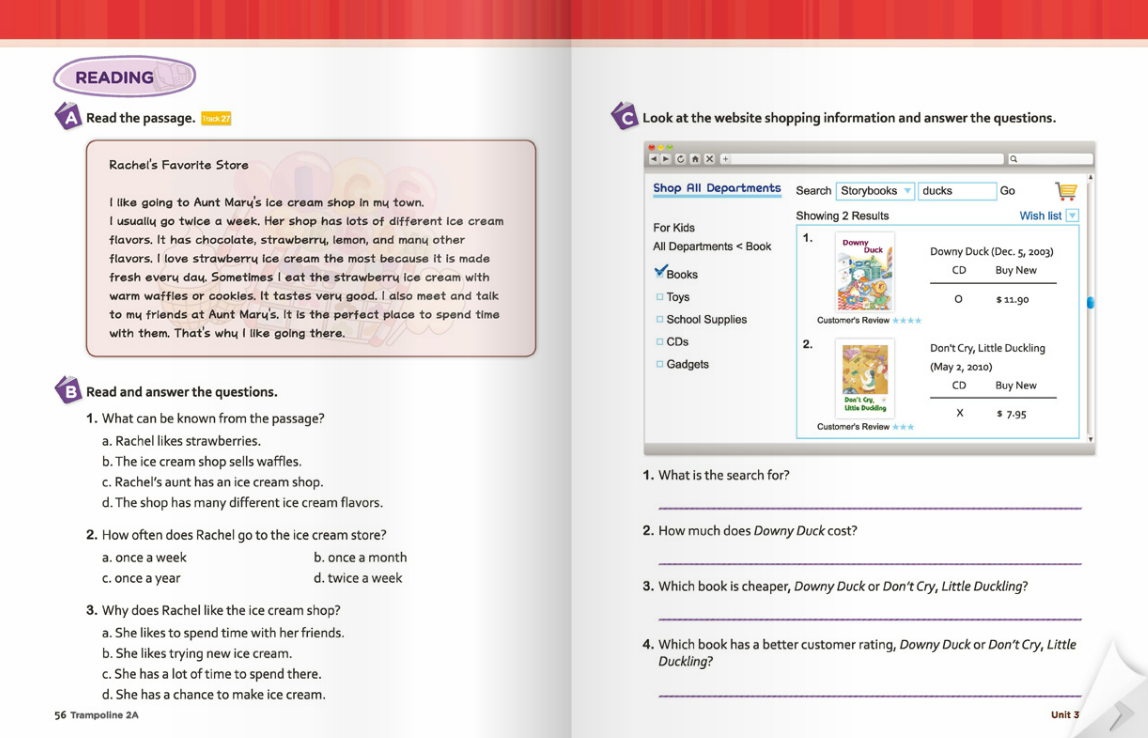 READING
A Read the passage. Track 27
Rachel's Favorite Store
I like going to Aunt Mary's ice cream shop in my town.
I usually go twice a week. Her shop has lots of different ice cream
flavors. It has chocolate, strawberry, lemon, and many other
flavors. I love strawberry ice cream the most because it is made
fresh every day. Sometimes I eat the strawberry ice cream with
warm waffles or cookies. It tastes very good. I also meet and talk
to my friends at Aunt Mary's. It is the perfect place to spend time
with them. That's why I like going there.
B Read and answer the questions.
1. What can be known from the passage?
a. Rachel likes strawberries.
b. The ice cream shop sells waffles.
c. Rachel's aunt has an ice cream shop.
d. The shop has many different ice cream flavors.
2. How often does Rachel go to the ice cream store?
a. once a week b. once a month
c. once a year d. twice a week
3. Why does Rachel like the ice cream shop?
a. She likes to spend time with her friends.
b. She likes trying new ice cream.
c. She has a lot of time to spend there.
d. She has a chance to make ice cream.
56 Trampoline 2A
C Look at the website shopping information and answer the questions.
Shop All Departments
Search Storybooks ducks Go
Showing 2 Results Wish list
For Kids
All Departments < Book
Books
Toys
School Supplies
CDs
Gadgets
1.
Downy
Duck
Downy Duck (Dec. 5, 2003)
CD Buy New
O $ 11.90
Customer's Review ★★★★
2.
Don't Cry,
Little Duckling
Don't Cry, Little Duckling
(May 2, 2010)
CD Buy New
X $ 7.95
Customer's Review ★★★
1. What is the search for?
2. How much does Downy Duck cost?
3. Which book is cheaper, Downy Duck or Don't Cry, Little Duckling?
4. Which book has a better customer rating, Downy Duck or Don't Cry, Little
Duckling?
Unit 3